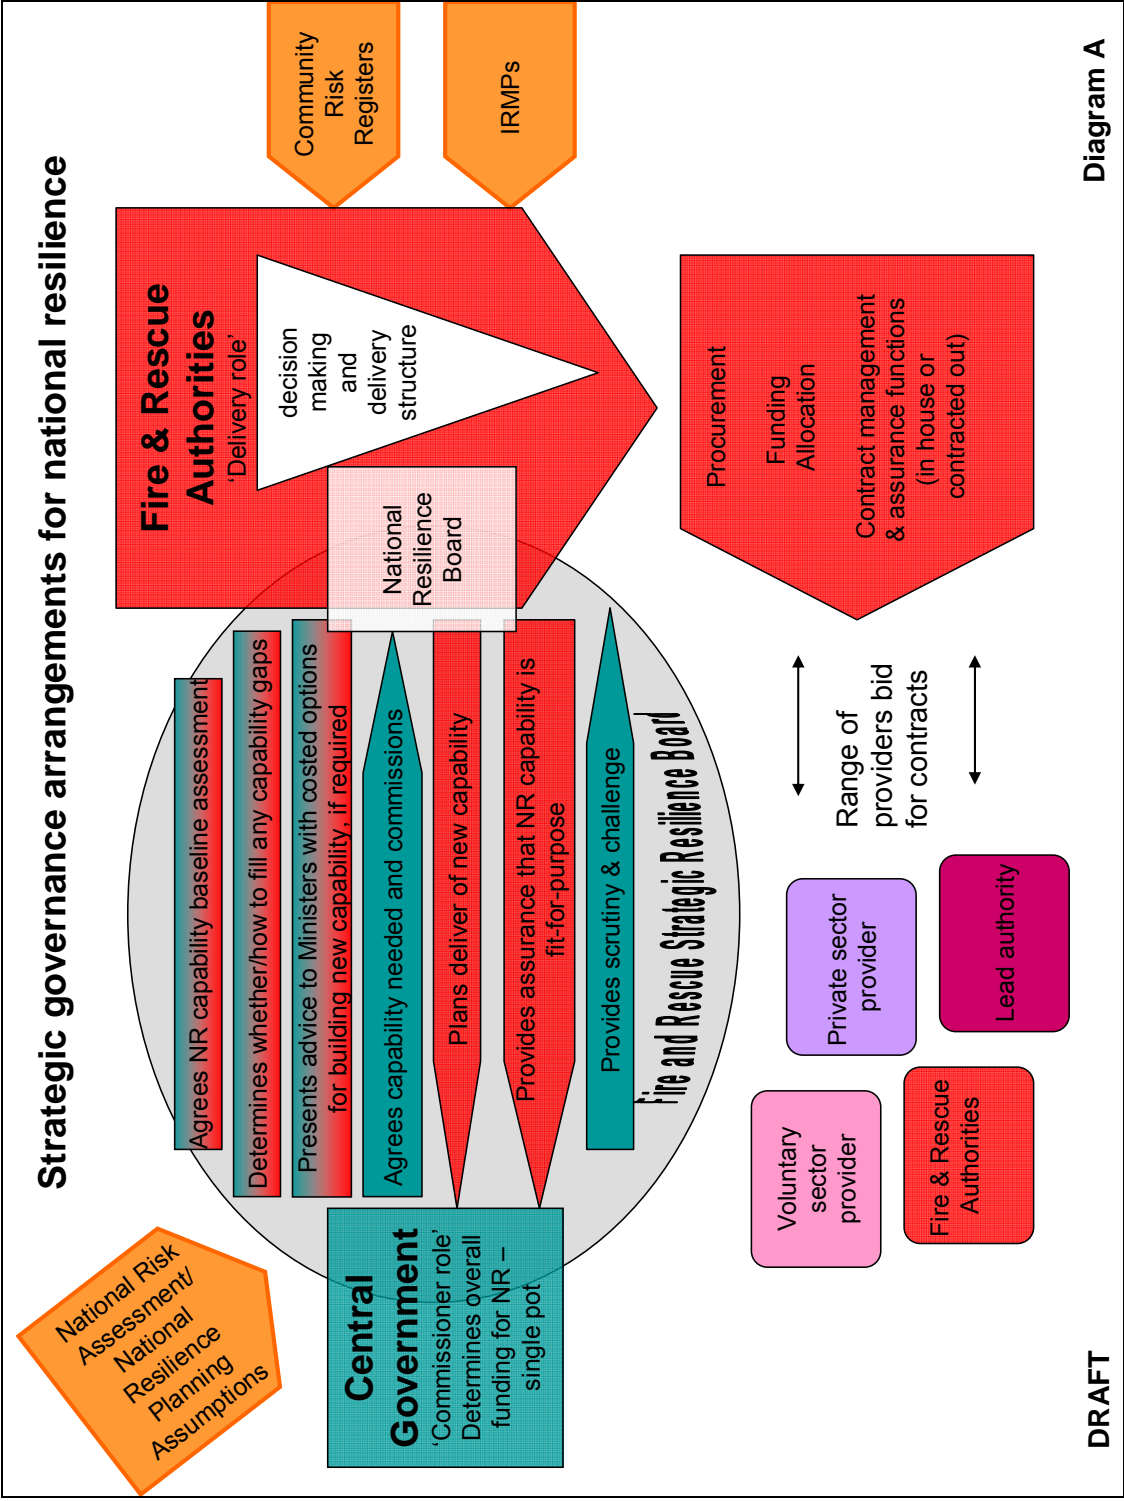 Strategic governance arrangements for national resilience
National Risk
Assessment/
National
Resilience
Planning
Assumptions
Central
Government
‘Commissioner role’
Determines overall
funding for NR –
single pot
Agrees NR capability baseline assessment
Determines whether/how to fill any capability gaps
Presents advice to Ministers with costed options
for building new capability, if required
Agrees capability needed and commissions
Plans deliver of new capability
Provides assurance that NR capability is
fit-for-purpose
Provides scrutiny & challenge
Fire and Rescue Strategic Resilience Board
National
Resilience
Board
Fire & Rescue
Authorities
‘Delivery role’
decision
making
and
delivery
structure
Community
Risk
Registers
IRMPs
Voluntary
sector
provider
Private sector
provider
Fire & Rescue
Authorities
Lead authority
Range of
providers bid
for contracts
Procurement
Funding
Allocation
Contract management
& assurance functions
(in house or
contracted out)
DRAFT
Diagram A